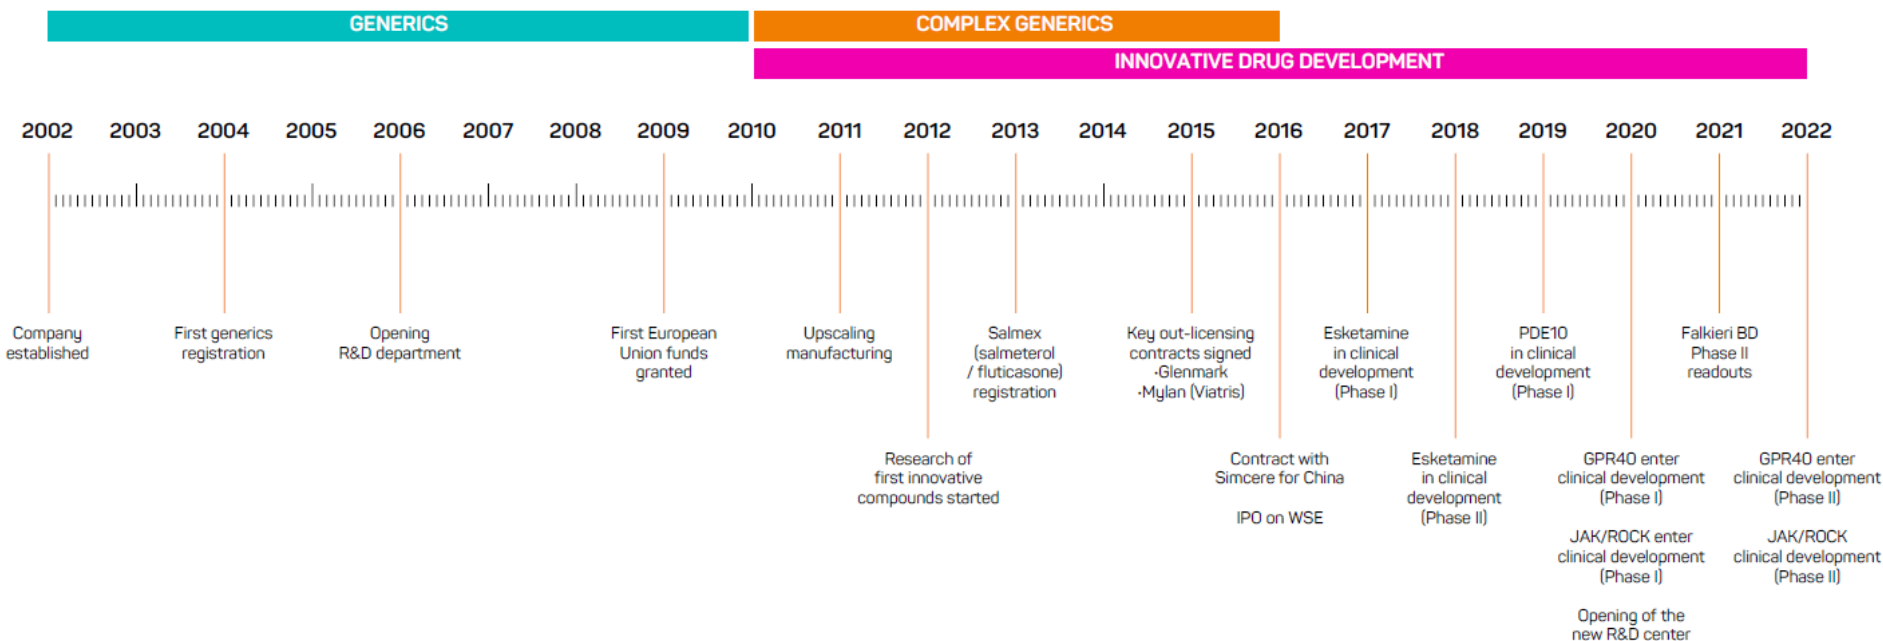 GENERICS
COMPLEX GENERICS
INNOVATIVE DRUG DEVELOPMENT
2002 2003 2004 2005 2006 2007 2008 2009 2010 2011 2012 2013 2014 2015 2016 2017 2018 2019 2020 2021 2022
Company
established
First generics
registration
Opening
R&D department
First European
Union funds
granted
Upscaling
manufacturing
Research of
first innovative
compounds started
Salmex
(salmeterol
/ fluticasone)
registration
Key out-licensing
contracts signed
·Glenmark
·Mylan (Viatris)
Contract with
Simcere for China
IPO on WSE
Esketamine
in clinical
development
(Phase I)
Esketamine
in clinical
development
(Phase II)
PDE10
in clinical
development
(Phase I)
GPR40 enter
clinical development
(Phase I)
JAK/ROCK enter
clinical development
(Phase I)
Opening of the
new R&D center
Falkieri BD
Phase II
readouts
GPR40 enter
clinical development
(Phase II)
JAK/ROCK
clinical development
(Phase II)